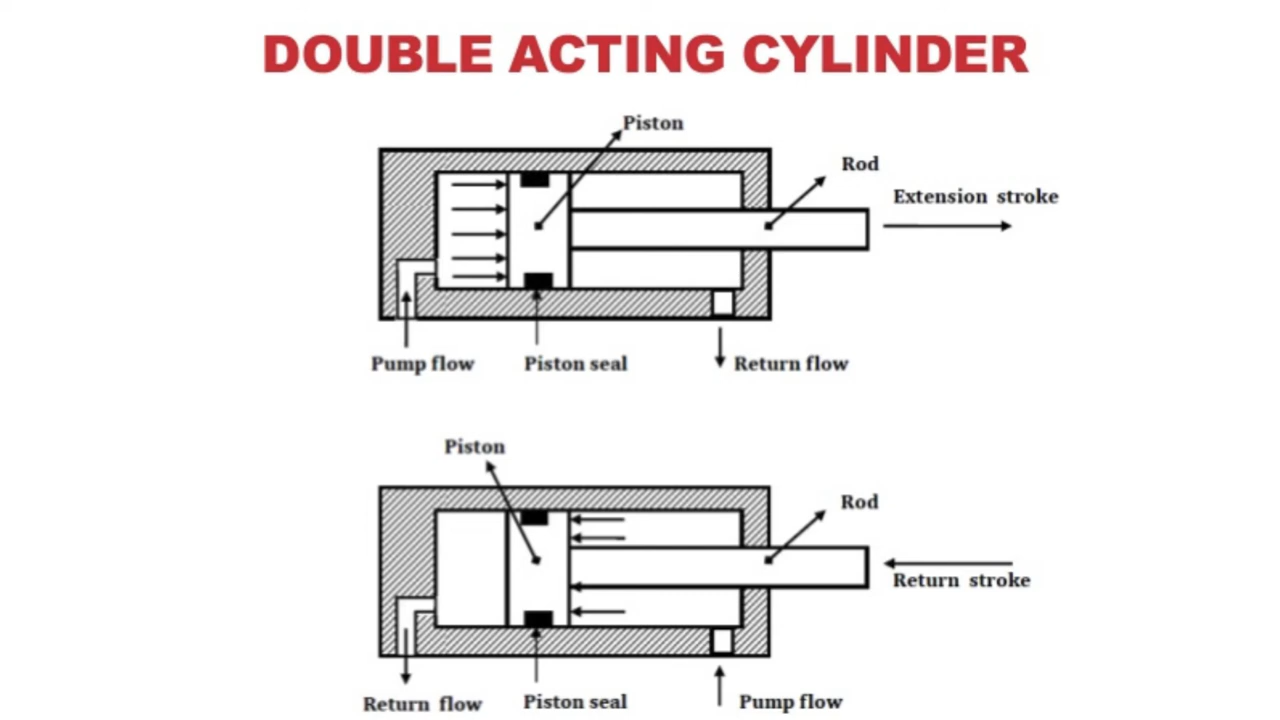 DOUBLE ACTING CYLINDER
Piston
Rod
Extension stroke
Pump flow
Piston seal
Return flow
Piston
Rod
Return stroke
Return flow
Piston seal
Pump flow